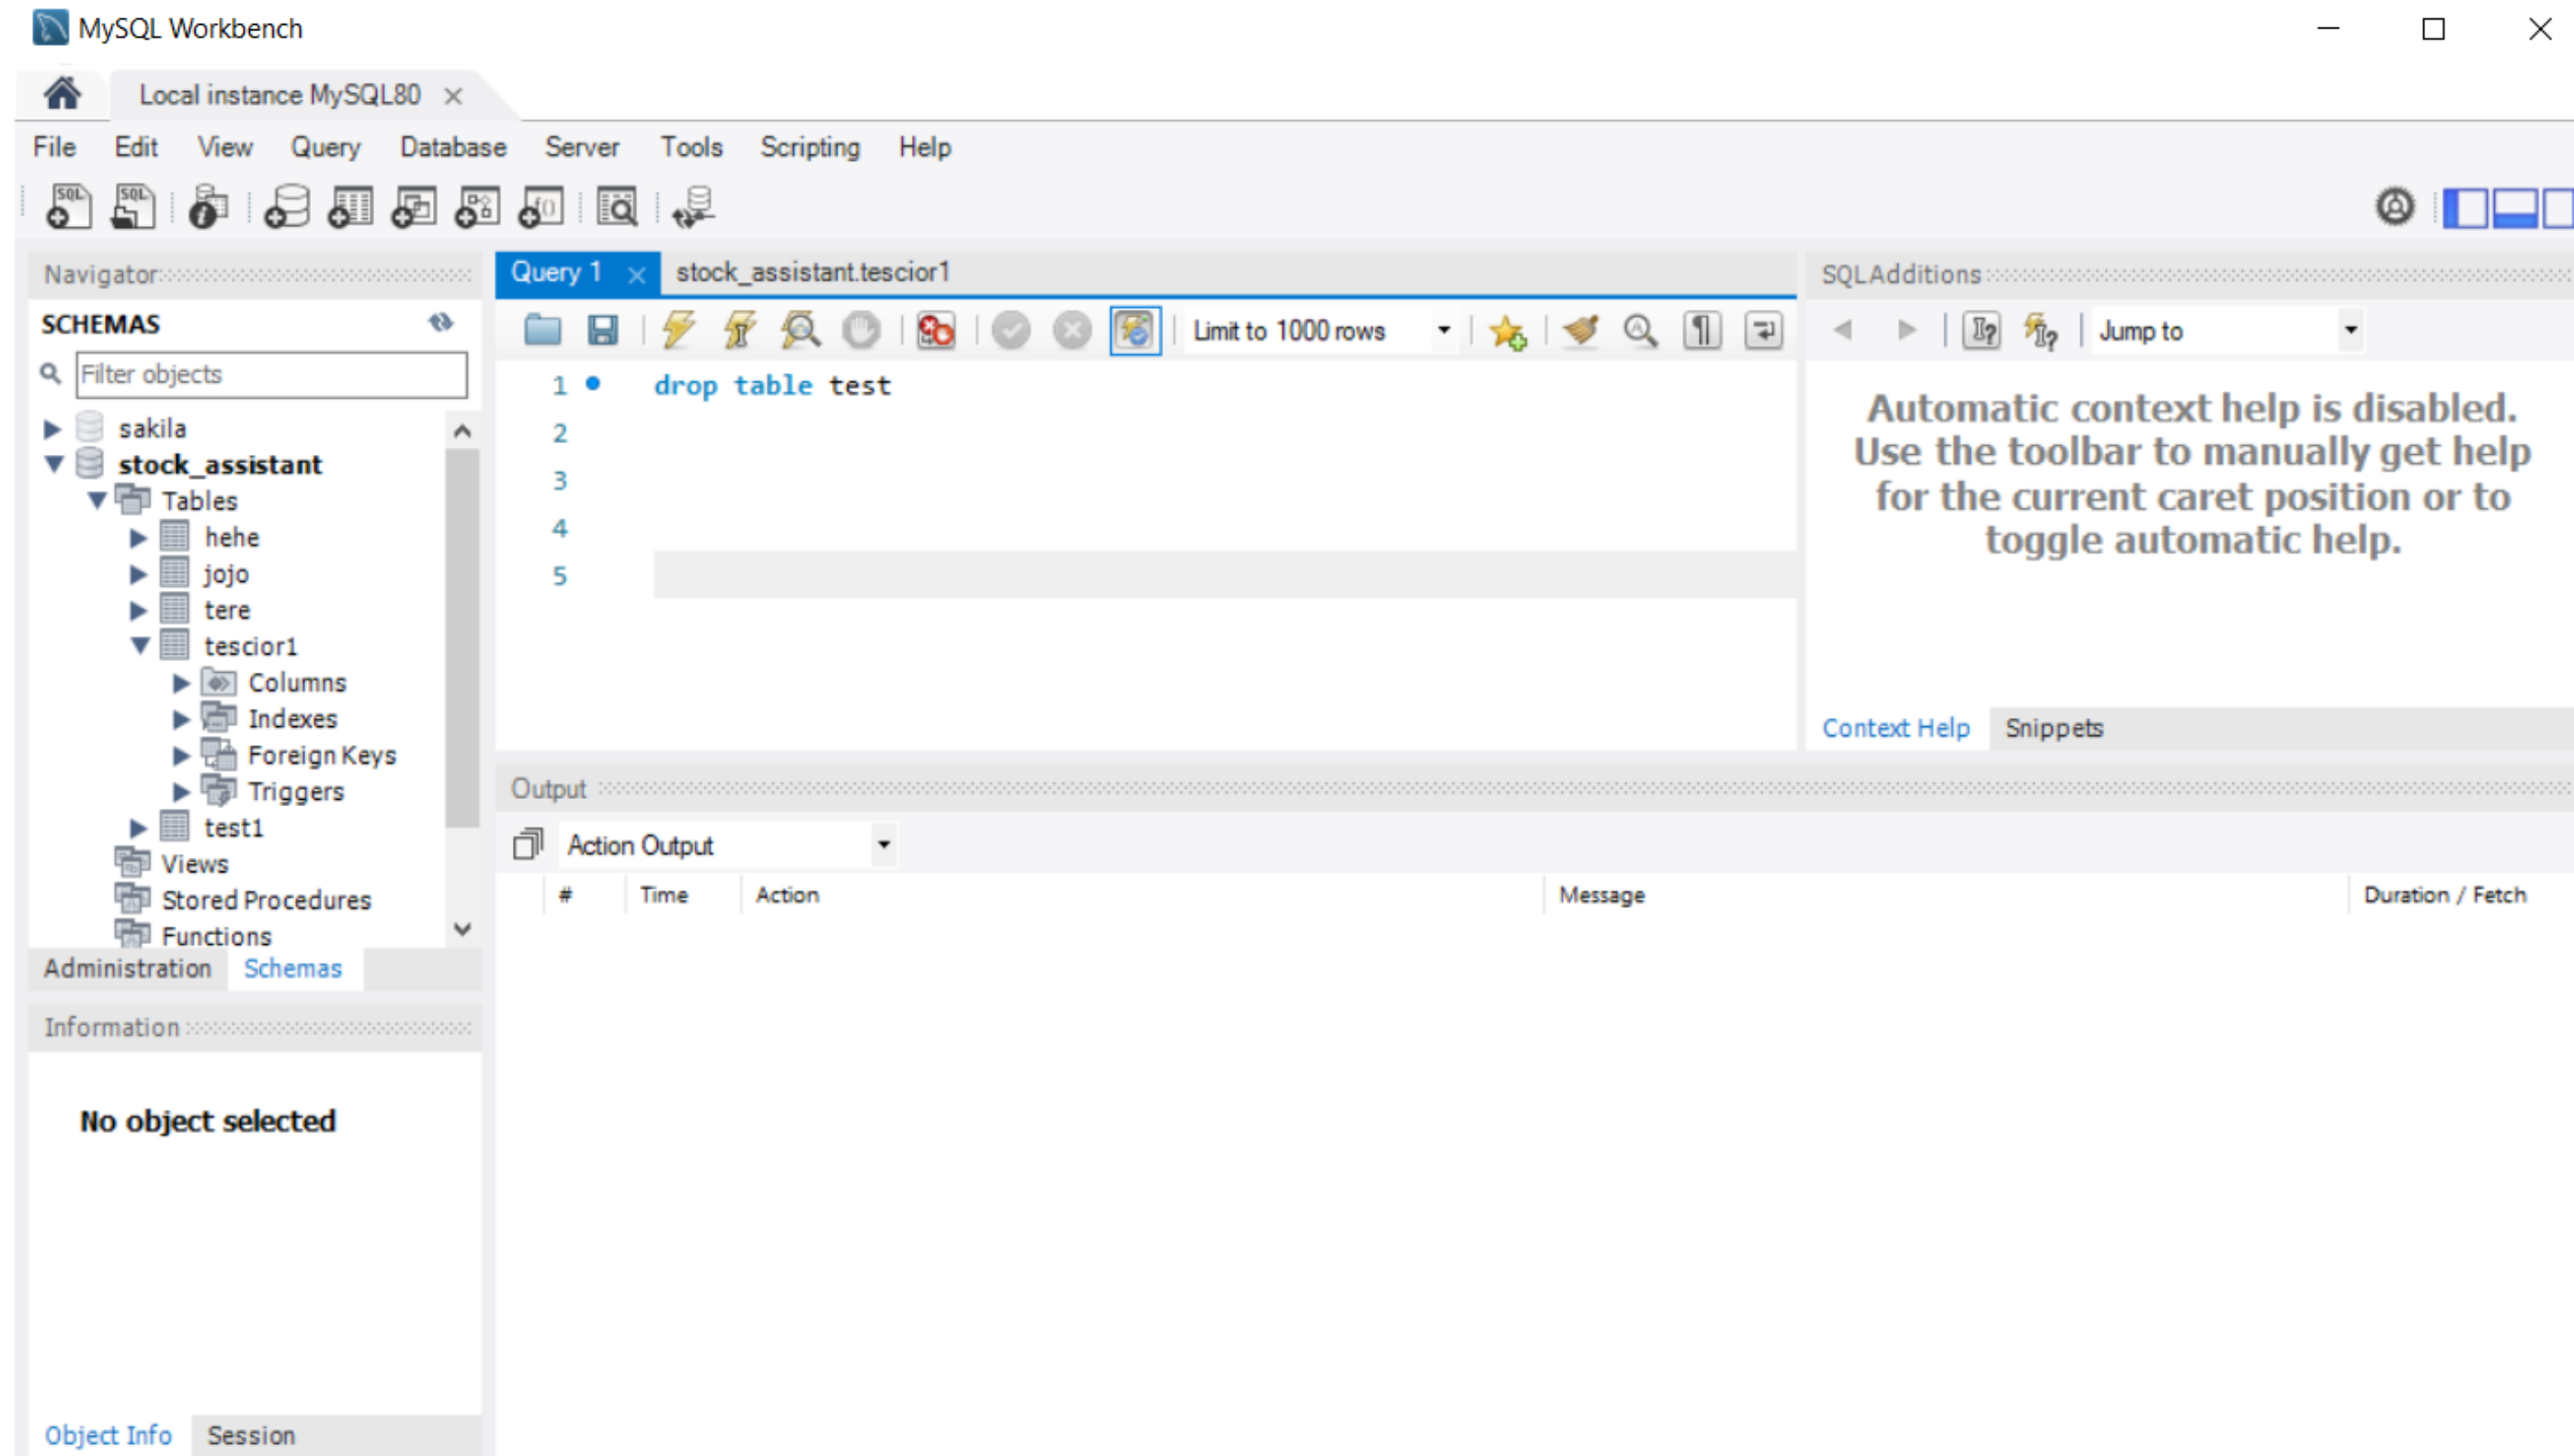 MySQL Workbench
Local instance MySQL80
File Edit View Query Database Server Tools Scripting Help
Navigator
SCHEMAS
Filter objects
sakila
stock_assistant
Tables
hehe
jojo
tere
tescior1
Columns
Indexes
Foreign Keys
Triggers
test1
Views
Stored Procedures
Functions
Administration Schemas
Information
No object selected
Object Info Session
Query 1 stock_assistant.tescior1
Limit to 1000 rows
1 drop table test
2
3
4
5
SQLAdditions
Jump to
Automatic context help is disabled.
Use the toolbar to manually get help
for the current caret position or to
toggle automatic help.
Context Help Snippets
Output
Action Output
# Time Action Message Duration / Fetch